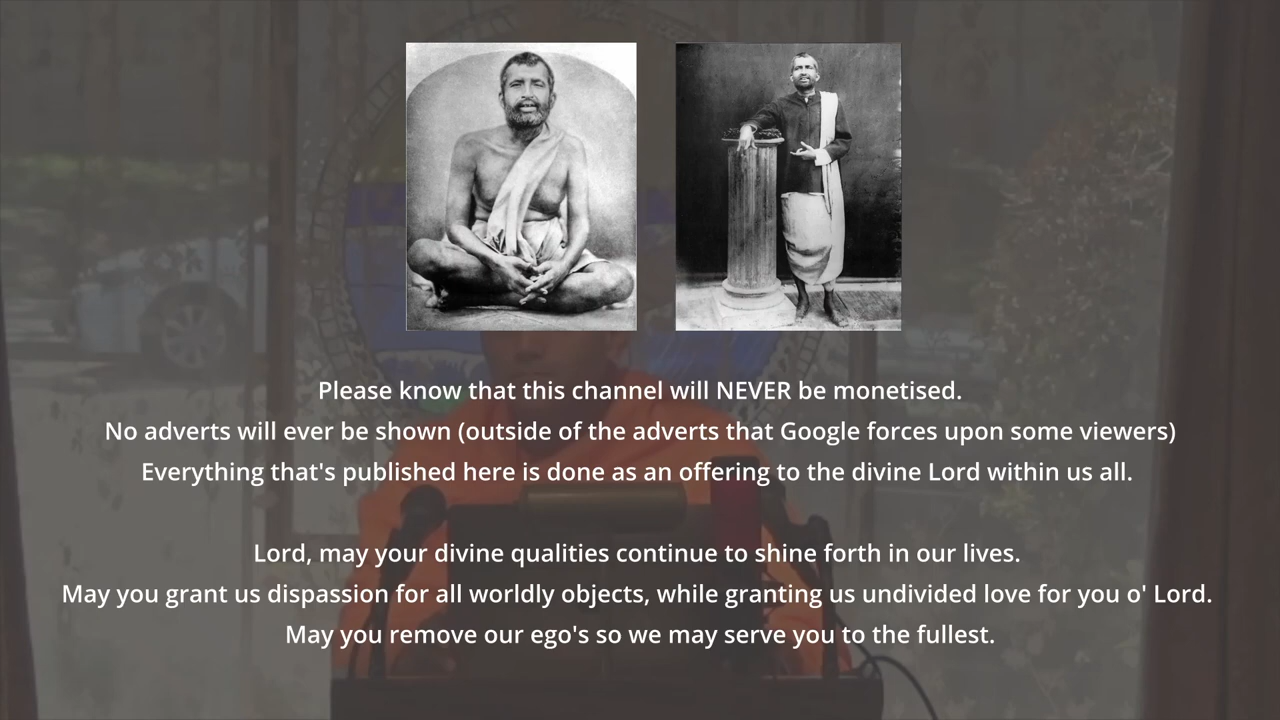 Please know that this channel will NEVER be monetised.
No adverts will ever be shown (outside of the adverts that Google forces upon some viewers)
Everything that's published here is done as an offering to the divine Lord within us all.
Lord, may your divine qualities continue to shine forth in our lives.
May you grant us dispassion for all worldly objects, while granting us undivided love for you o' Lord.
May you remove our ego's so we may serve you to the fullest.